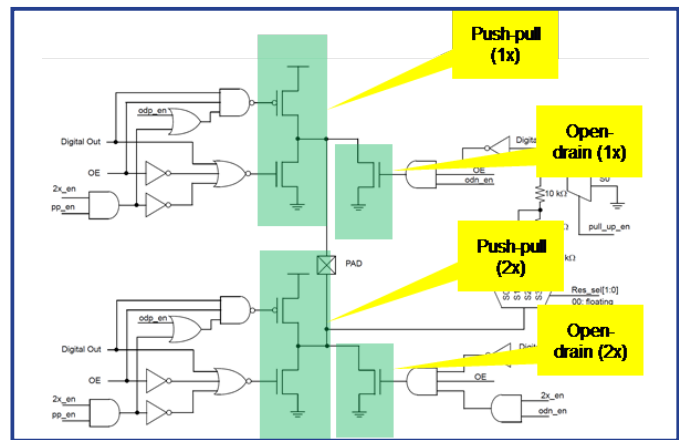 Push-pull
(1x)
odp_en
Digital Out
OE
2x_en
pp_en
Open-
drain (1x)
OE
odn_en
10 kΩ
pull_up_en
Push-pull
(2x)
PAD
Res_sel[1:0]
00: floating
odp_en
Digital Out
OE
2x_en
pp_en
Open-
drain (2x)
OE
2x_en
odn_en